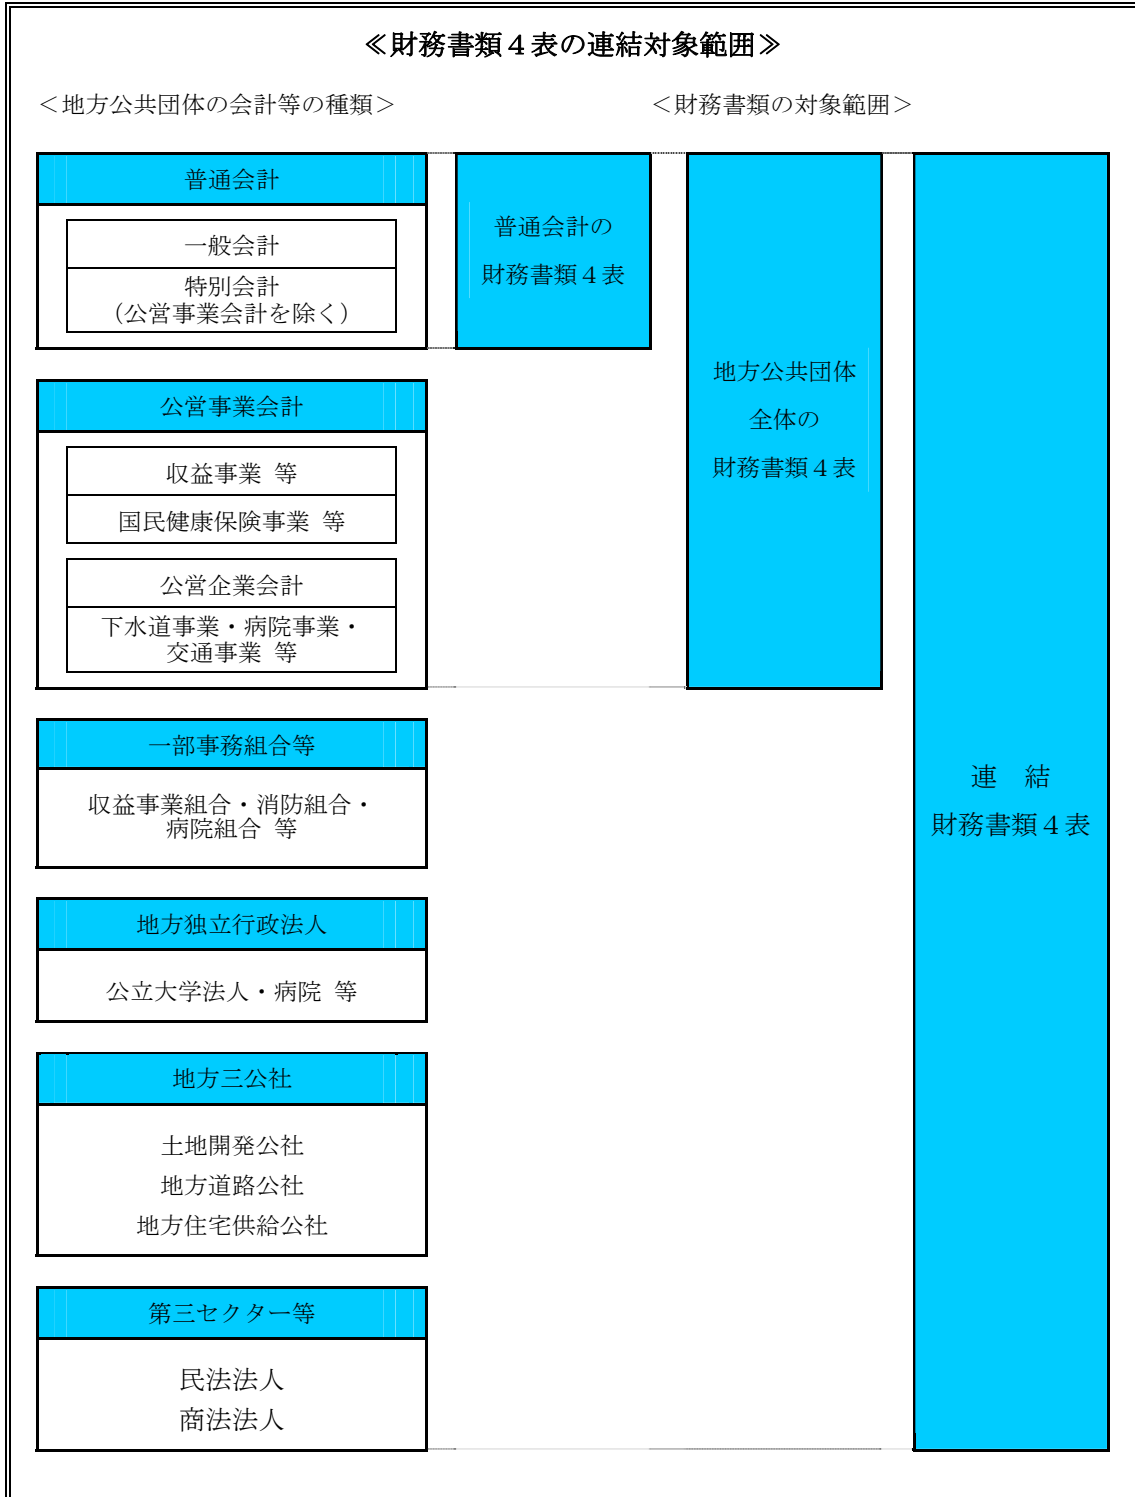 ≪財務書類４表の連結対象範囲≫
＜地方公共団体の会計等の種類＞
＜財務書類の対象範囲＞
普通会計
一般会計
特別会計
（公営事業会計を除く）
公営事業会計
収益事業 等
国民健康保険事業 等
公営企業会計
下水道事業・病院事業・
交通事業 等
一部事務組合等
収益事業組合・消防組合・
病院組合 等
地方独立行政法人
公立大学法人・病院 等
地方三公社
土地開発公社
地方道路公社
地方住宅供給公社
第三セクター等
民法法人
商法法人
普通会計の
財務書類４表
地方公共団体
全体の
財務書類４表
連　結
財務書類４表